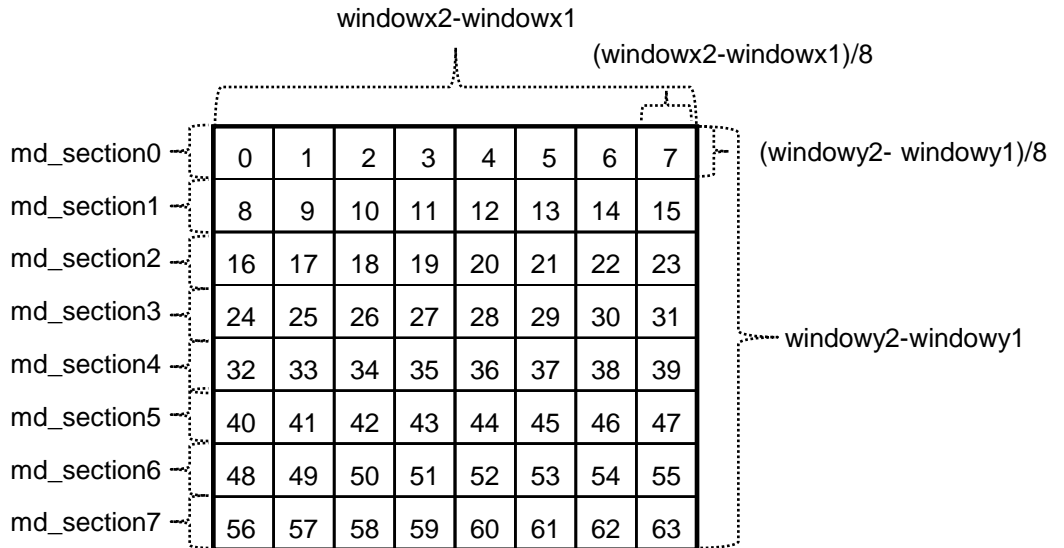 windowx2-windowx1
(windowx2-windowx1)/8
md_section0 0 1 2 3 4 5 6 7 (windowy2- windowy1)/8
md_section1 8 9 10 11 12 13 14 15
md_section2 16 17 18 19 20 21 22 23
md_section3 24 25 26 27 28 29 30 31
windowy2-windowy1
md_section4 32 33 34 35 36 37 38 39
md_section5 40 41 42 43 44 45 46 47
md_section6 48 49 50 51 52 53 54 55
md_section7 56 57 58 59 60 61 62 63